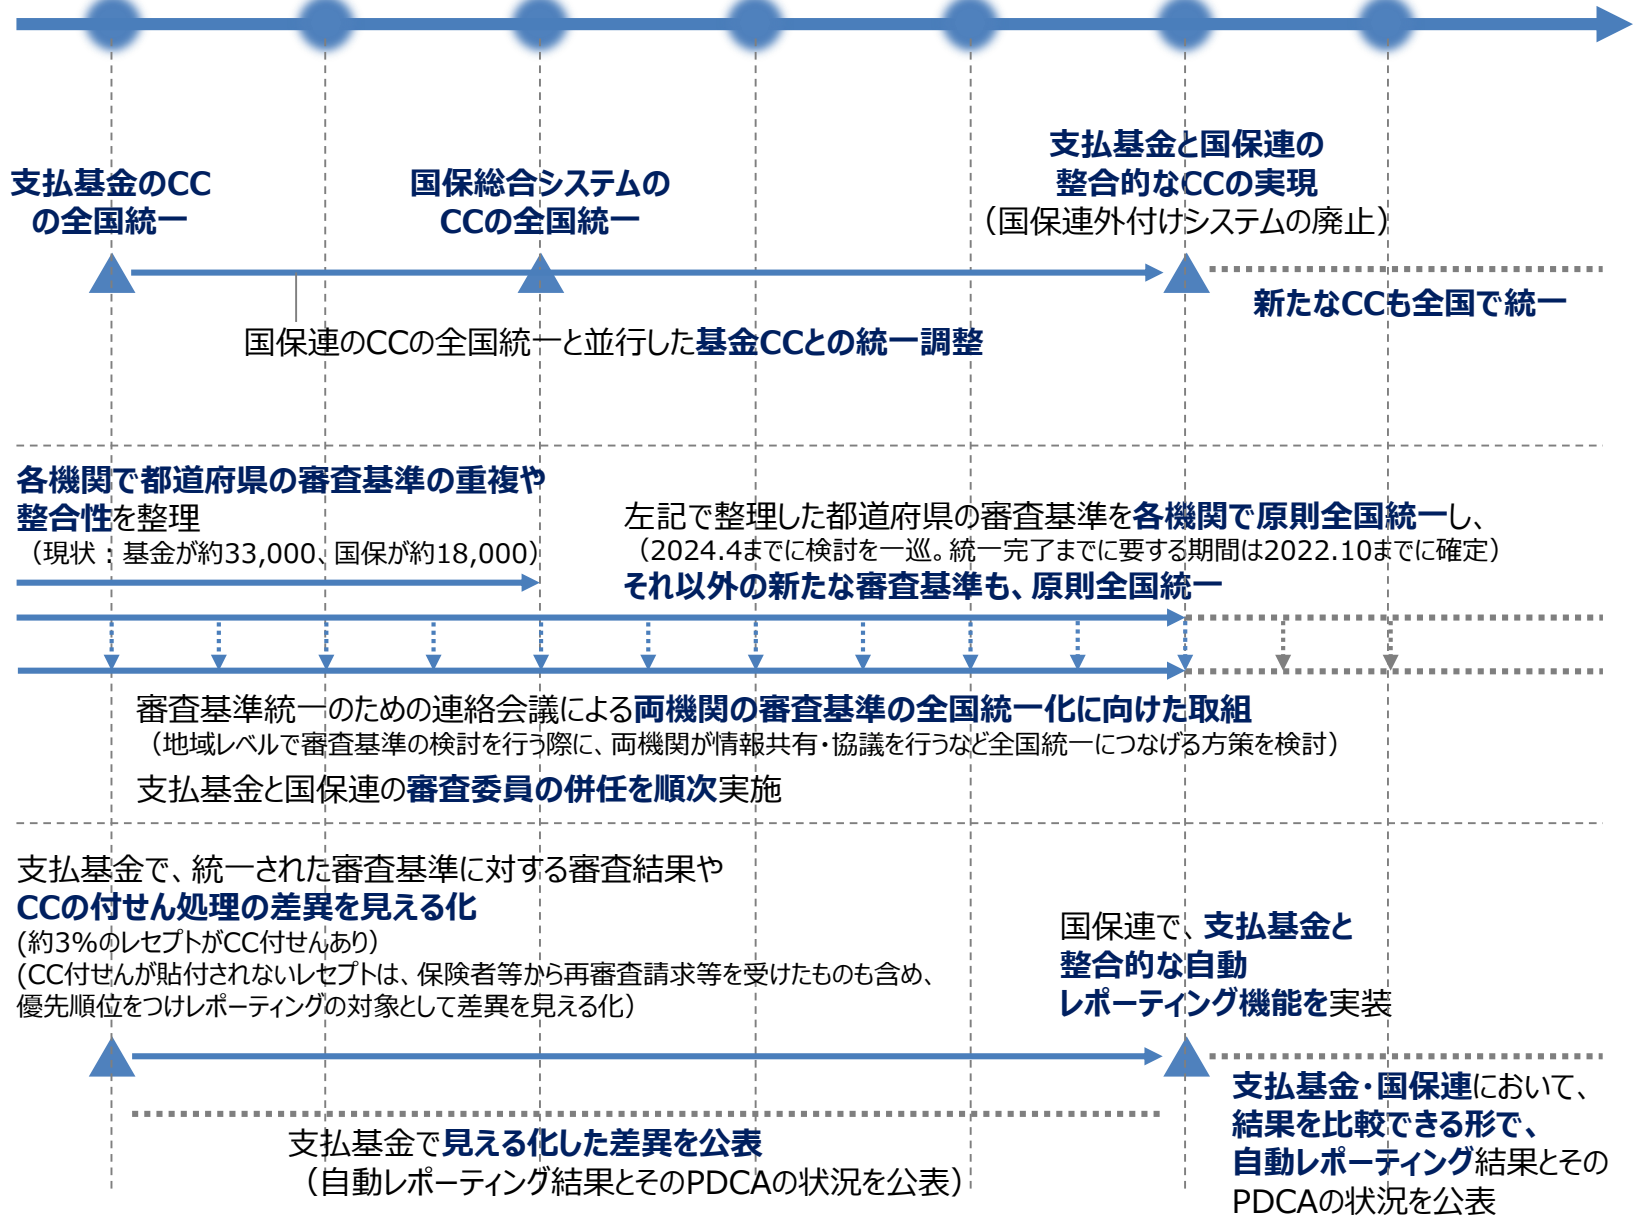 支払基金のCC
の全国統一
国保総合システムの
CCの全国統一
支払基金と国保連の
整合的なCCの実現
（国保連外付けシステムの廃止）
新たなCCも全国で統一
国保連のCCの全国統一と並行した基金CCとの統一調整
各機関で都道府県の審査基準の重複や
整合性を整理
（現状：基金が約33,000、国保が約18,000）
左記で整理した都道府県の審査基準を各機関で原則全国統一し、
（2024.4までに検討を一巡。統一完了までに要する期間は2022.10までに確定）
それ以外の新たな審査基準も、原則全国統一
審査基準統一のための連絡会議による両機関の審査基準の全国統一化に向けた取組
（地域レベルで審査基準の検討を行う際に、両機関が情報共有・協議を行うなど全国統一につなげる方策を検討）
支払基金と国保連の審査委員の併任を順次実施
支払基金で、統一された審査基準に対する審査結果や
CCの付せん処理の差異を見える化
(約3%のレセプトがCC付せんあり)
(CC付せんが貼付されないレセプトは、保険者等から再審査請求等を受けたものも含め、
優先順位をつけレポーティングの対象として差異を見える化)
国保連で、支払基金と
整合的な自動
レポーティング機能を実装
支払基金で見える化した差異を公表
（自動レポーティング結果とそのPDCAの状況を公表）
支払基金・国保連において、
結果を比較できる形で、
自動レポーティング結果とその
PDCAの状況を公表